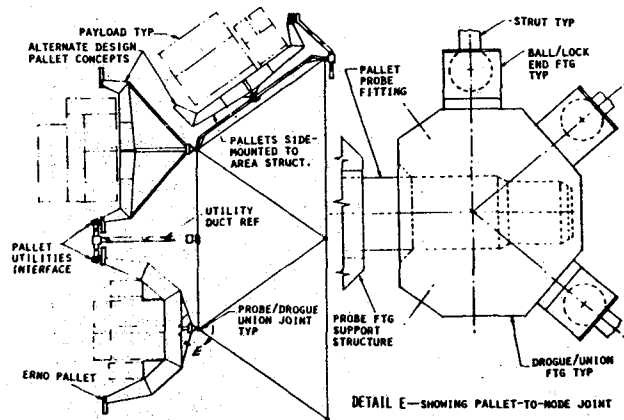 PAYLOAD TYP
ALTERNATE DESIGN
PALLET CONCEPTS
PALLETS SIDE-
MOUNTED TO
AREA STRUCT.
UTILITY
DUCT REF
PALLET
UTILITIES
INTERFACE
PROBE/DROGUE
UNION JOINT
TYP
E
ERNO PALLET
STRUT TYP
BALL/LOCK
END FTG
TYP
PALLET
PROBE
FITTING
PROBE FTG
SUPPORT
STRUCTURE
DROGUE/UNION
FTG TYP
DETAIL E—SHOWING PALLET-TO-NODE JOINT